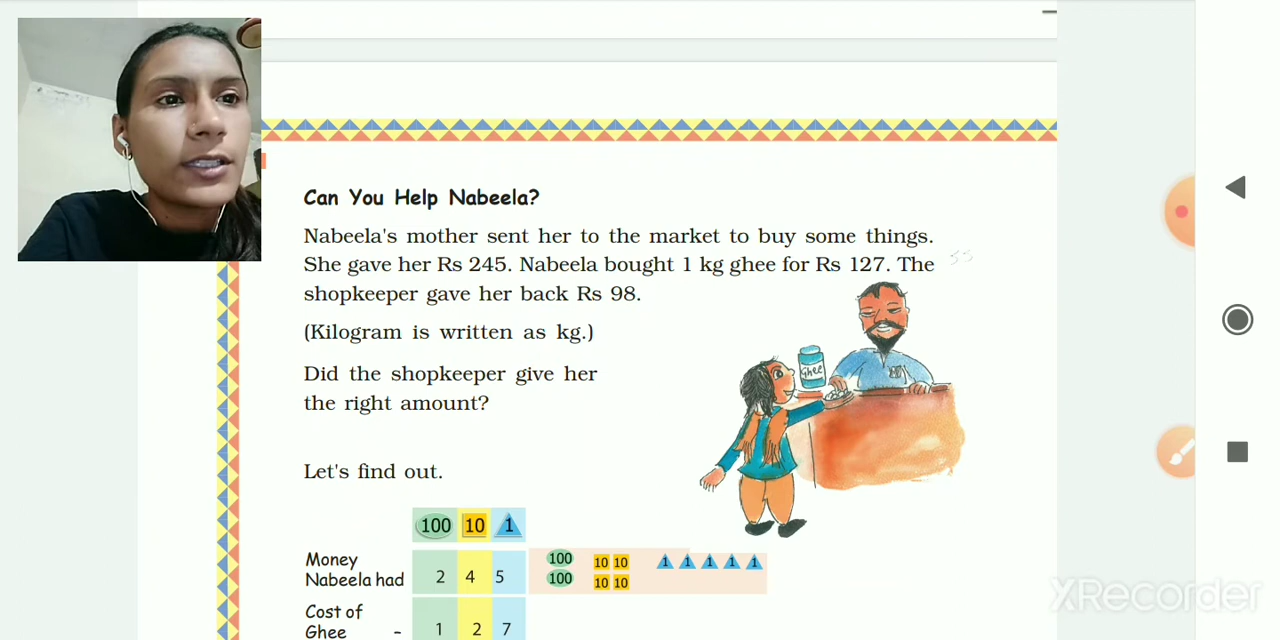 Can You Help Nabeela?
Nabeela's mother sent her to the market to buy some things.
She gave her Rs 245. Nabeela bought 1 kg ghee for Rs 127. The
shopkeeper gave her back Rs 98.
(Kilogram is written as kg.)
Did the shopkeeper give her
the right amount?
Ghee
Let's find out.
100 10 1
Money
Nabeela had 2 4 5
100 10 10 1 1 1 1 1
100 10 10
Cost of
Ghee - 1 2 7
XRecorder